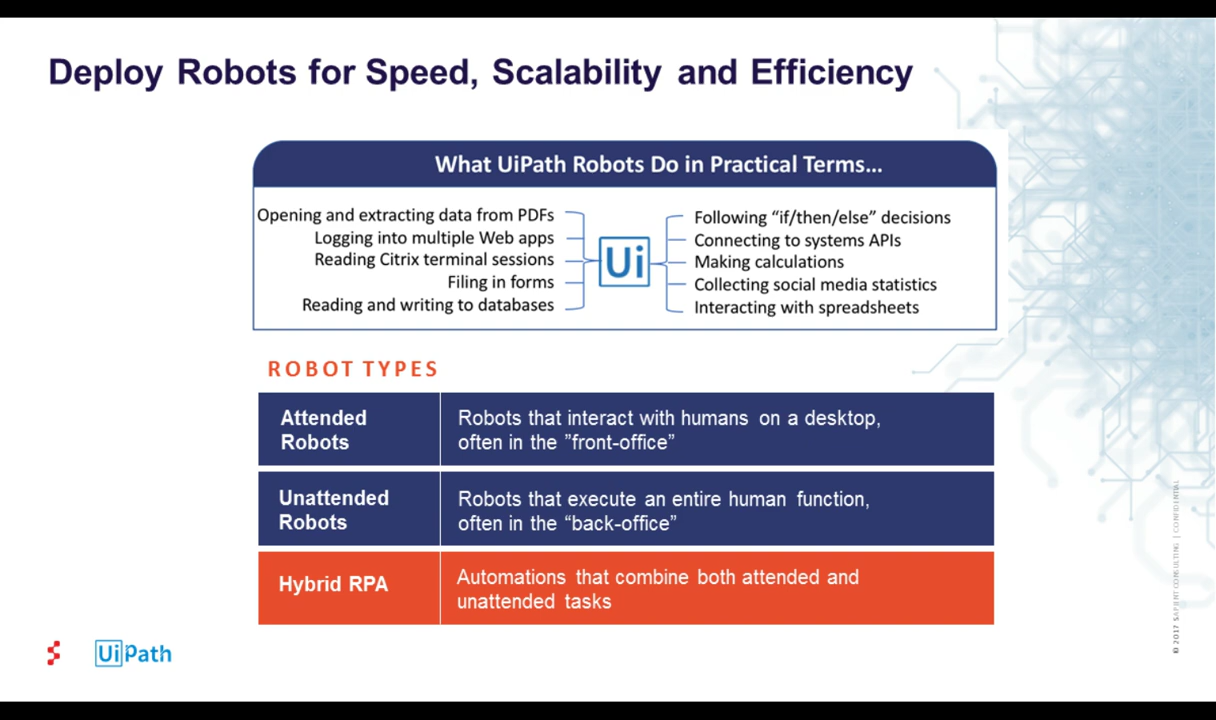 Deploy Robots for Speed, Scalability and Efficiency
What UiPath Robots Do in Practical Terms...
Opening and extracting data from PDFs
Logging into multiple Web apps
Reading Citrix terminal sessions
Filing in forms
Reading and writing to databases
Ui
Following “if/then/else” decisions
Connecting to systems APIs
Making calculations
Collecting social media statistics
Interacting with spreadsheets
ROBOT TYPES
Attended
Robots
Robots that interact with humans on a desktop,
often in the ”front-office”
Unattended
Robots
Robots that execute an entire human function,
often in the “back-office”
Hybrid RPA
Automations that combine both attended and
unattended tasks
UiPath
© 2017 SAPIENT CONSULTING | CONFIDENTIAL